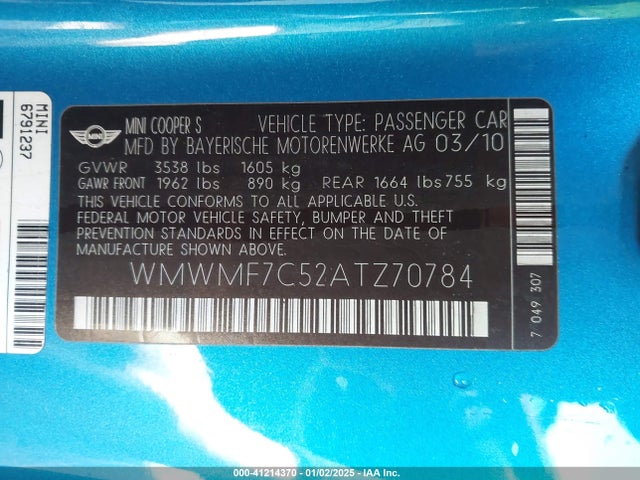 MINI
6791237
MINI
MINI COOPER S VEHICLE TYPE: PASSENGER CAR
MFD BY BAYERISCHE MOTORENWERKE AG 03/10
GVWR 3538 lbs 1605 kg
GAWR FRONT 1962 lbs 890 kg REAR 1664 lbs 755 kg
THIS VEHICLE CONFORMS TO ALL APPLICABLE U.S.
FEDERAL MOTOR VEHICLE SAFETY, BUMPER AND THEFT
PREVENTION STANDARDS IN EFFECT ON THE DATE OF
MANUFACTURE SHOWN ABOVE.
WMWMF7C52ATZ70784
7 049 307
000-41214370 - 01/02/2025 - IAA Inc.